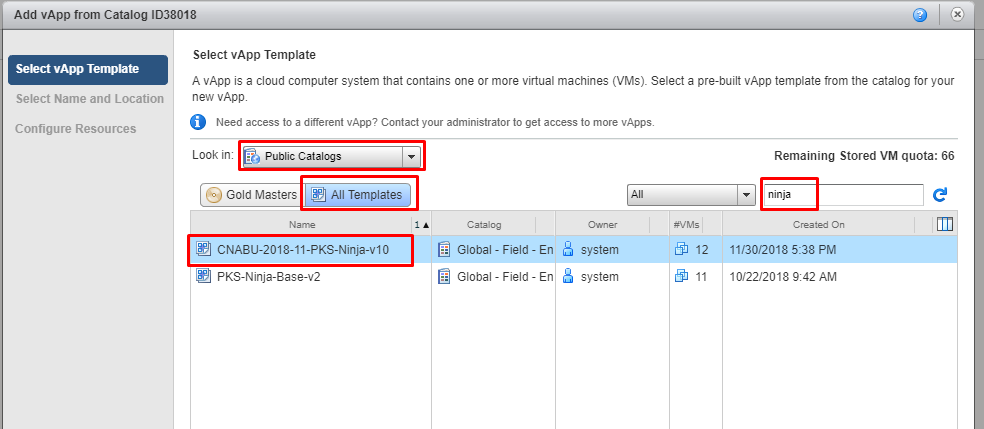 Add vApp from Catalog ID38018
Select vApp Template
Select Name and Location
Configure Resources
Select vApp Template
A vApp is a cloud computer system that contains one or more virtual machines (VMs). Select a pre-built vApp template from the catalog for your
new vApp.
Need access to a different vApp? Contact your administrator to get access to more vApps.
Look in: Public Catalogs Remaining Stored VM quota: 66
Gold Masters All Templates All ninja
Name 1▲ Catalog Owner #VMs Created On
CNABU-2018-11-PKS-Ninja-v10 Global - Field - En system 12 11/30/2018 5:38 PM
PKS-Ninja-Base-v2 Global - Field - En system 11 10/22/2018 9:42 AM